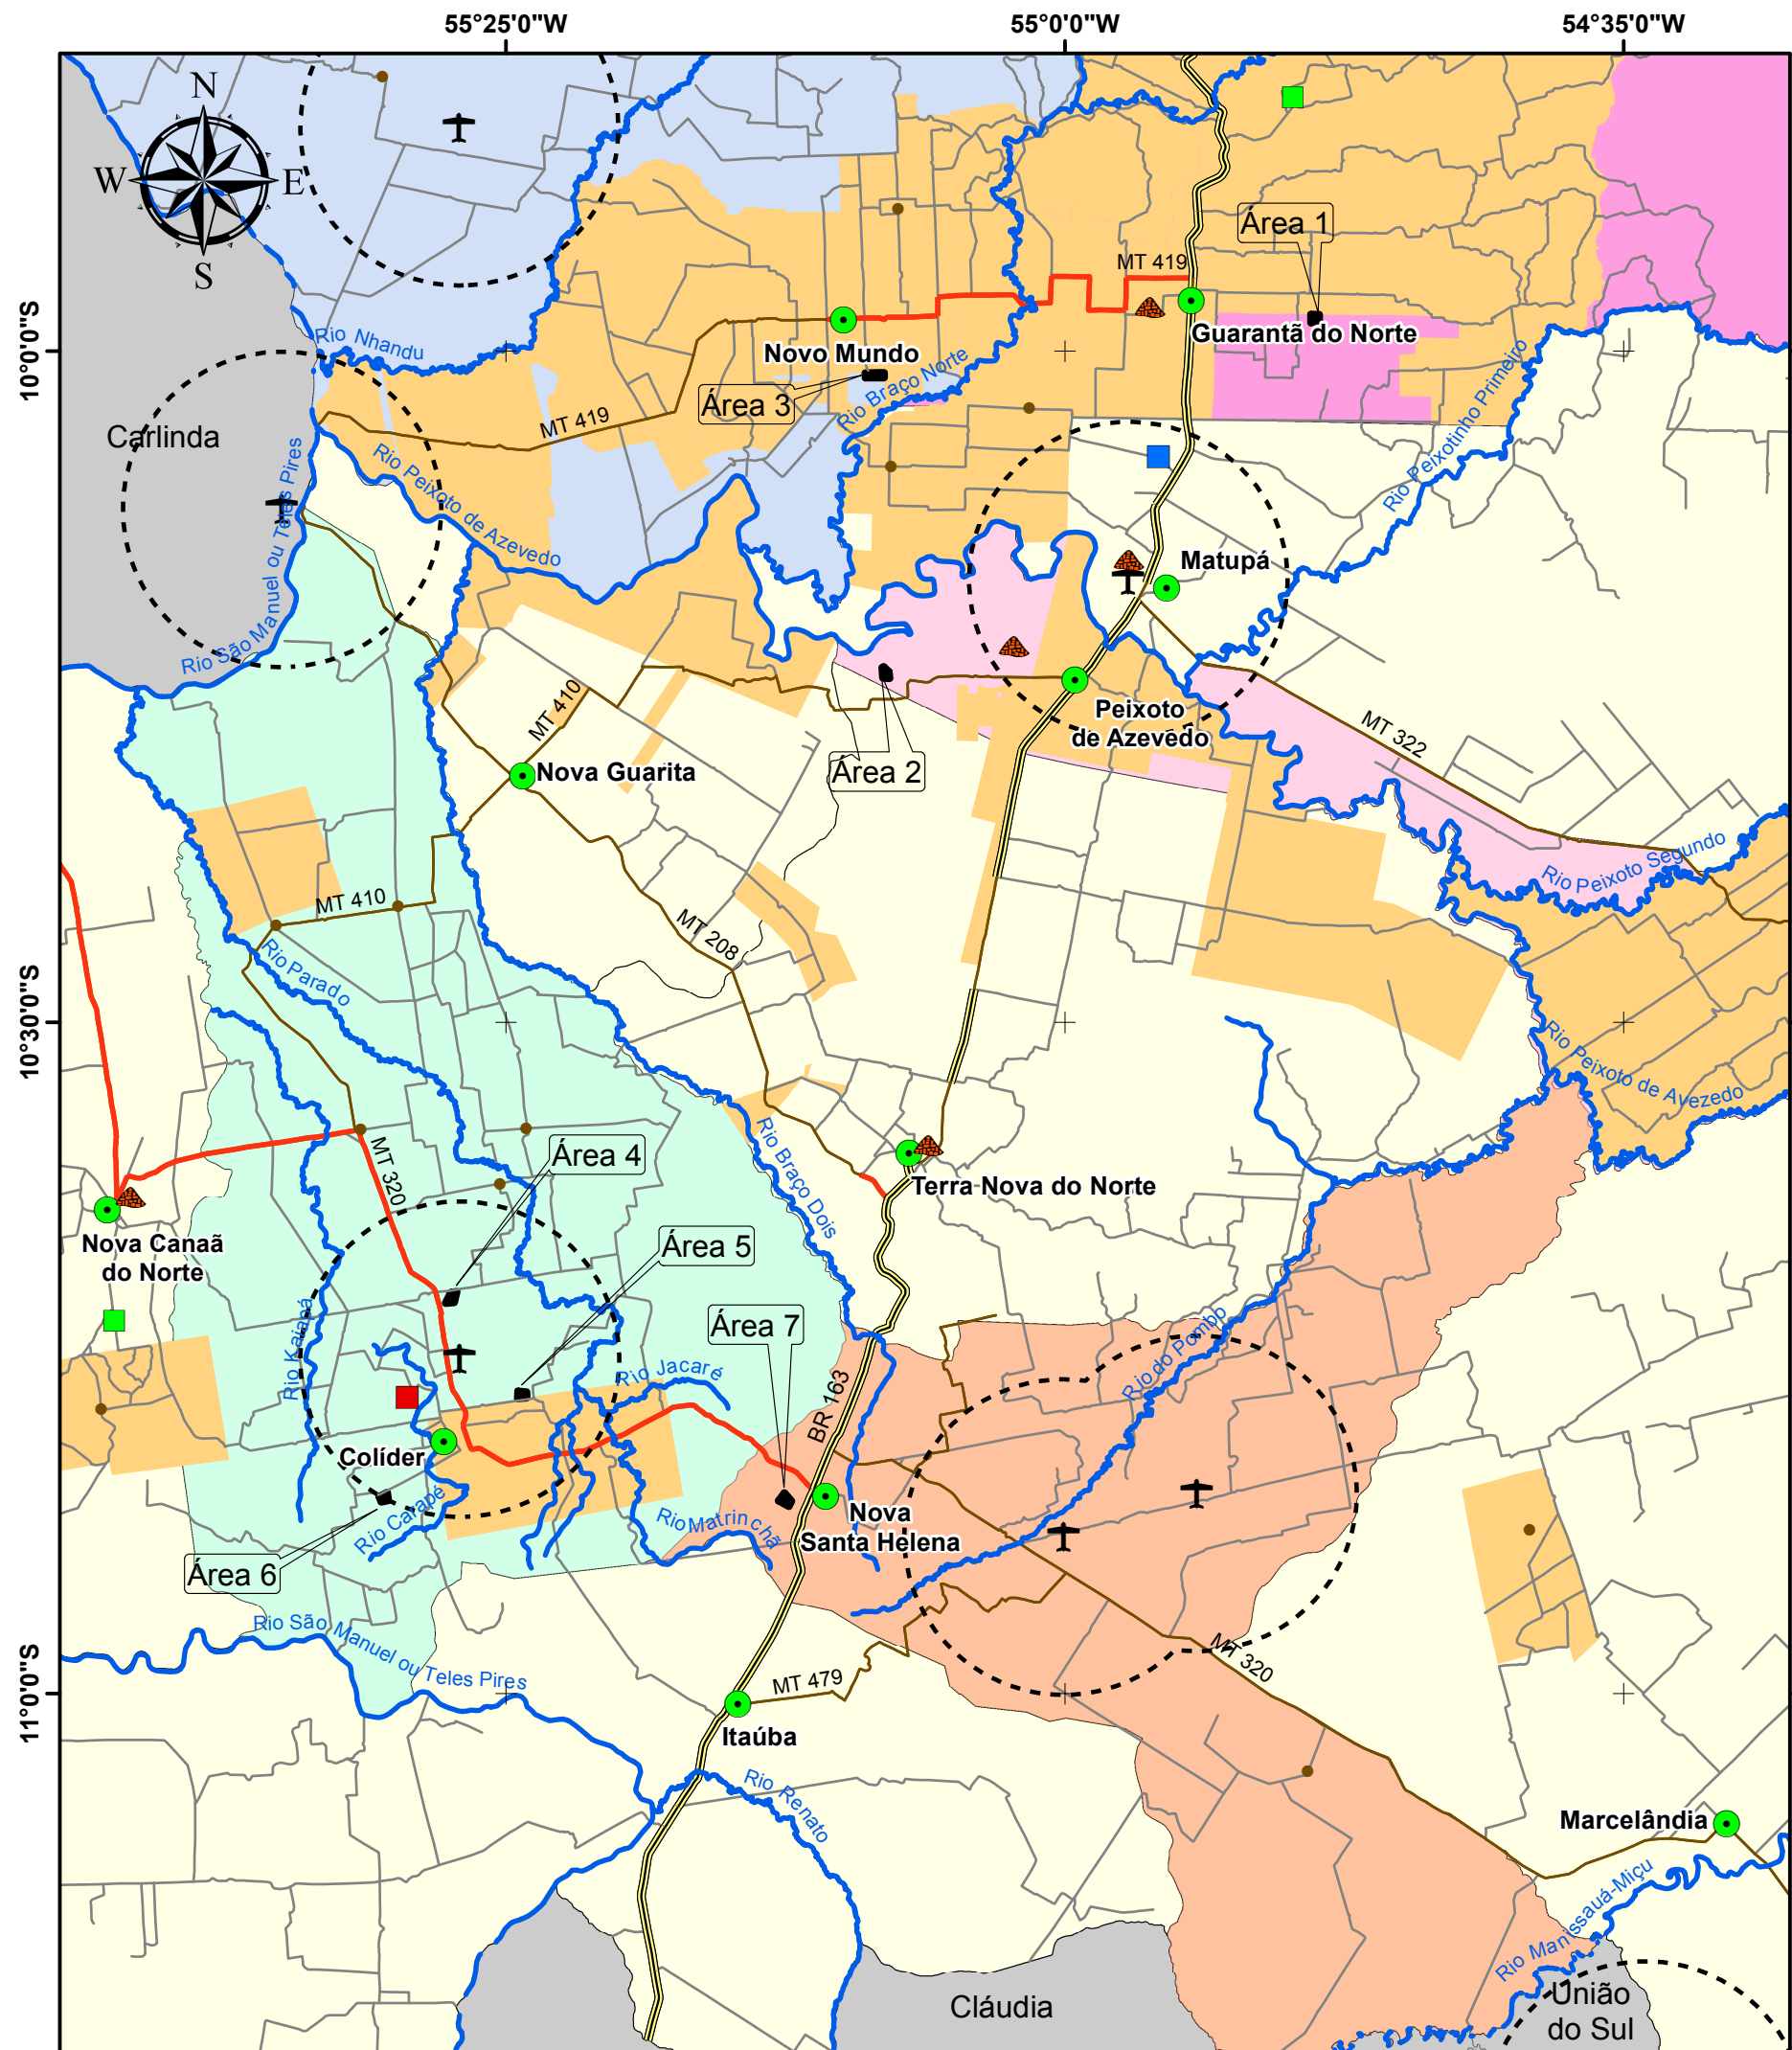 55°25'0"W
55°0'0"W
54°35'0"W
N
W
E
S
Área 1
MT 419
10°0'0"S
Rio Nhandu
Guarantã do Norte
Novo Mundo
Rio Braço Norte
Área 3
MT 419
Carlinda
Rio Peixotinho Primeiro
Rio São Manuel ou Teles Pires
Rio Peixoto de Azevedo
Matupá
Peixoto
de Azevedo
MT 410
MT 322
Nova Guarita
Área 2
Rio Peixoto Segundo
MT 410
MT 208
Rio Parado
10°30'0"S
Rio Peixoto de Avezedo
Rio Braço Dois
MT 320
Área 4
Terra Nova do Norte
Nova Canaã
do Norte
Área 5
Rio Kaiapá
Área 7
Rio do Pombo
Rio Jacaré
BR 163
Colíder
Rio Carapé
Nova
Santa Helena
Rio Matrinchã
Área 6
Rio São Manuel ou Teles Pires
MT 320
MT 479
11°0'0"S
Itaúba
Rio Renato
Marcelândia
Rio Manissauá-Miçu
Cláudia
União
do Sul